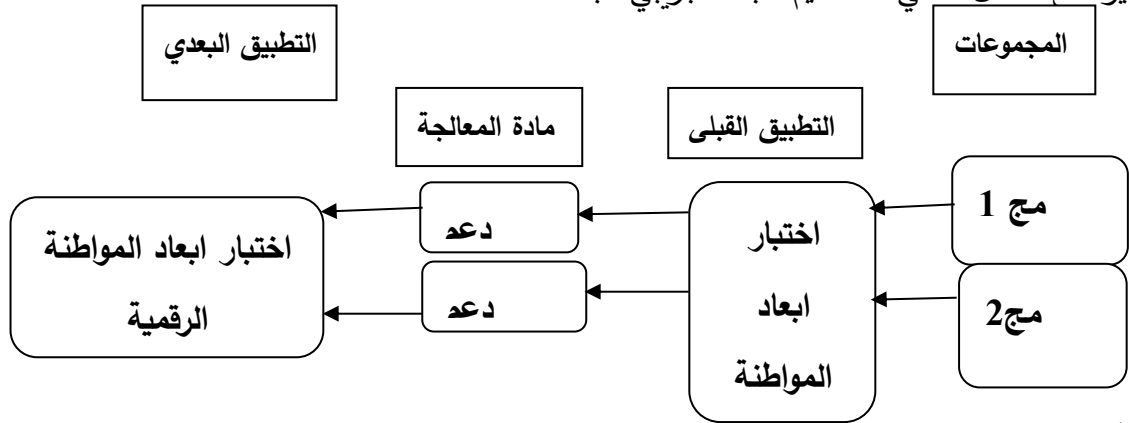 المجموعات
التطبيق القبلى
مادة المعالجة
التطبيق البعدي
مج 1
مج2
اختبار
ابعاد
المواطنة
دعم
دعم
اختبار ابعاد المواطنة
الرقمية